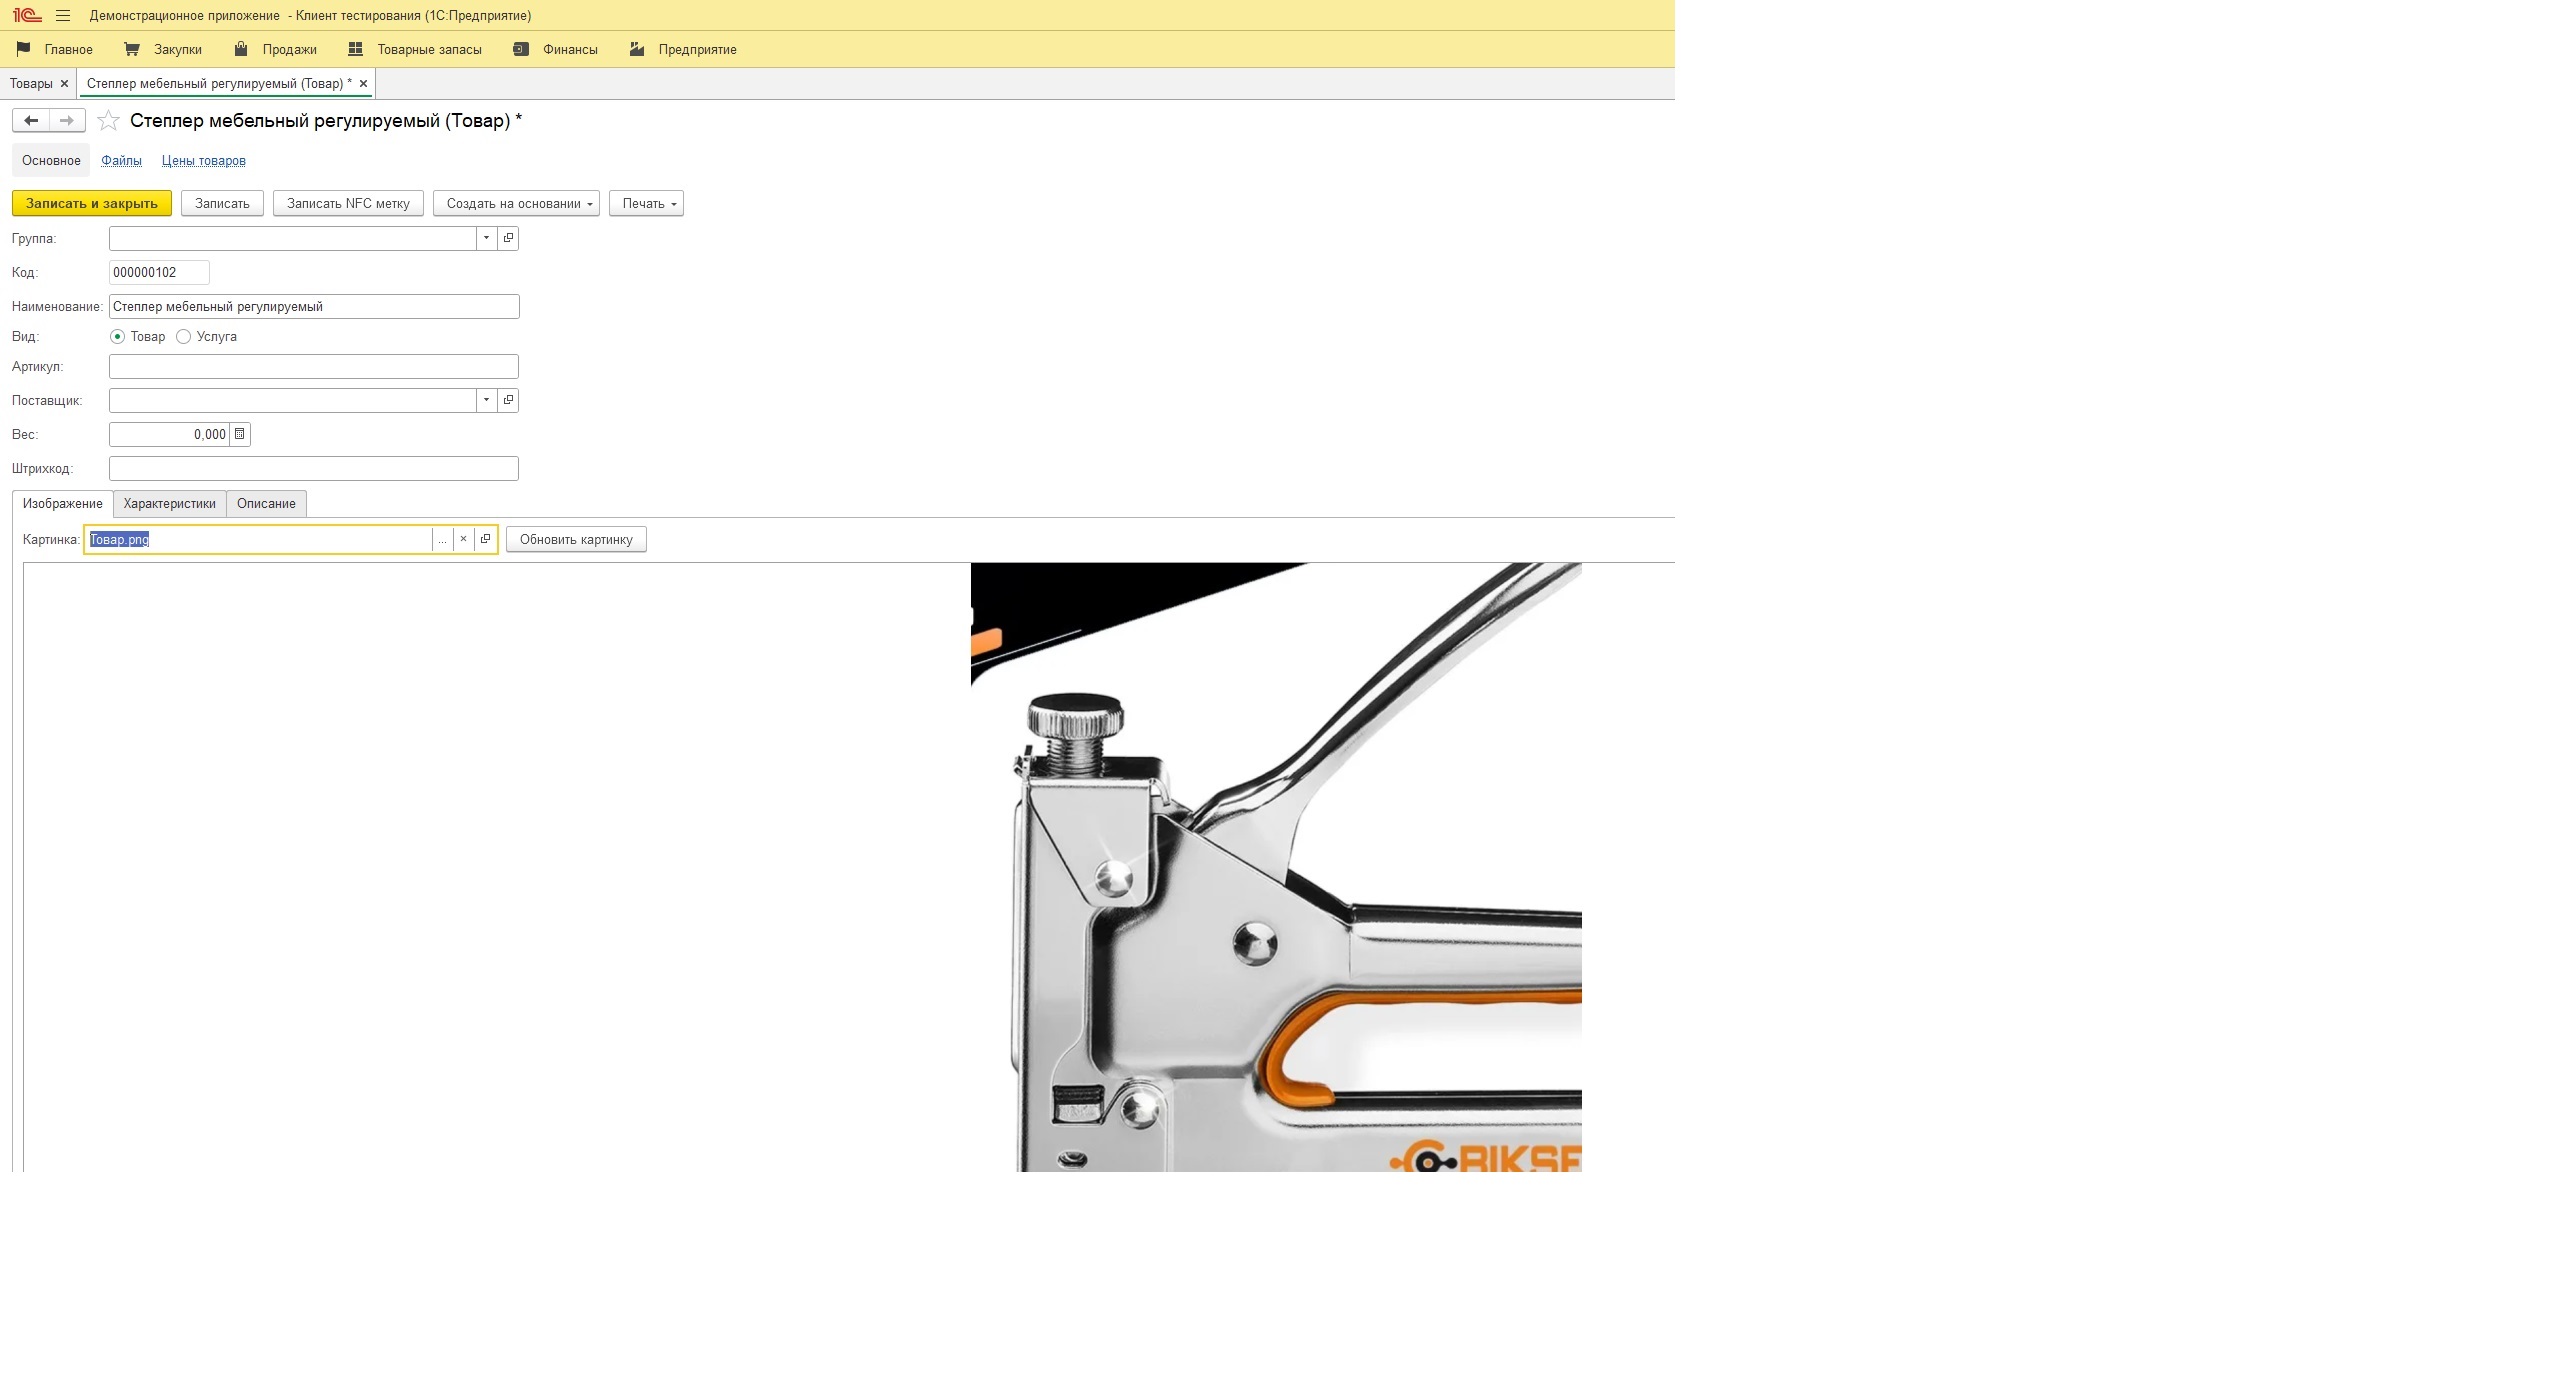 Демонстрационное приложение - Клиент тестирования (1С:Предприятие)
Главное Закупки Продажи Товарные запасы Финансы Предприятие
Товары Степлер мебельный регулируемый (Товар) *
Степлер мебельный регулируемый (Товар) *
Основное Файлы Цены товаров
Записать и закрыть Записать Записать NFC метку Создать на основании Печать
Группа:
Код: 000000102
Наименование: Степлер мебельный регулируемый
Вид: Товар Услуга
Артикул:
Поставщик:
Вес: 0,000
Штрихкод:
Изображение Характеристики Описание
Картинка: Товар.png ... Обновить картинку